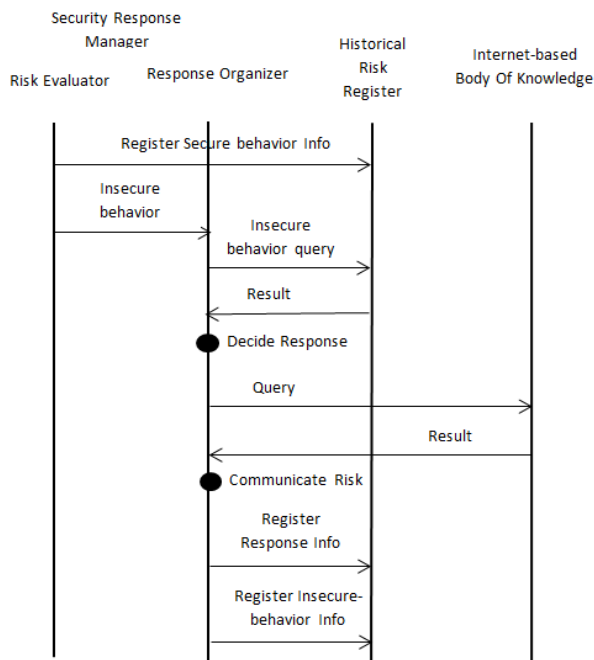 Security Response
Manager
Risk Evaluator
Response Organizer
Historical
Risk
Register
Internet-based
Body Of Knowledge
Register Secure behavior Info
Insecure
behavior
Insecure
behavior query
Result
Decide Response
Query
Result
Communicate Risk
Register
Response Info
Register Insecure-
behavior Info